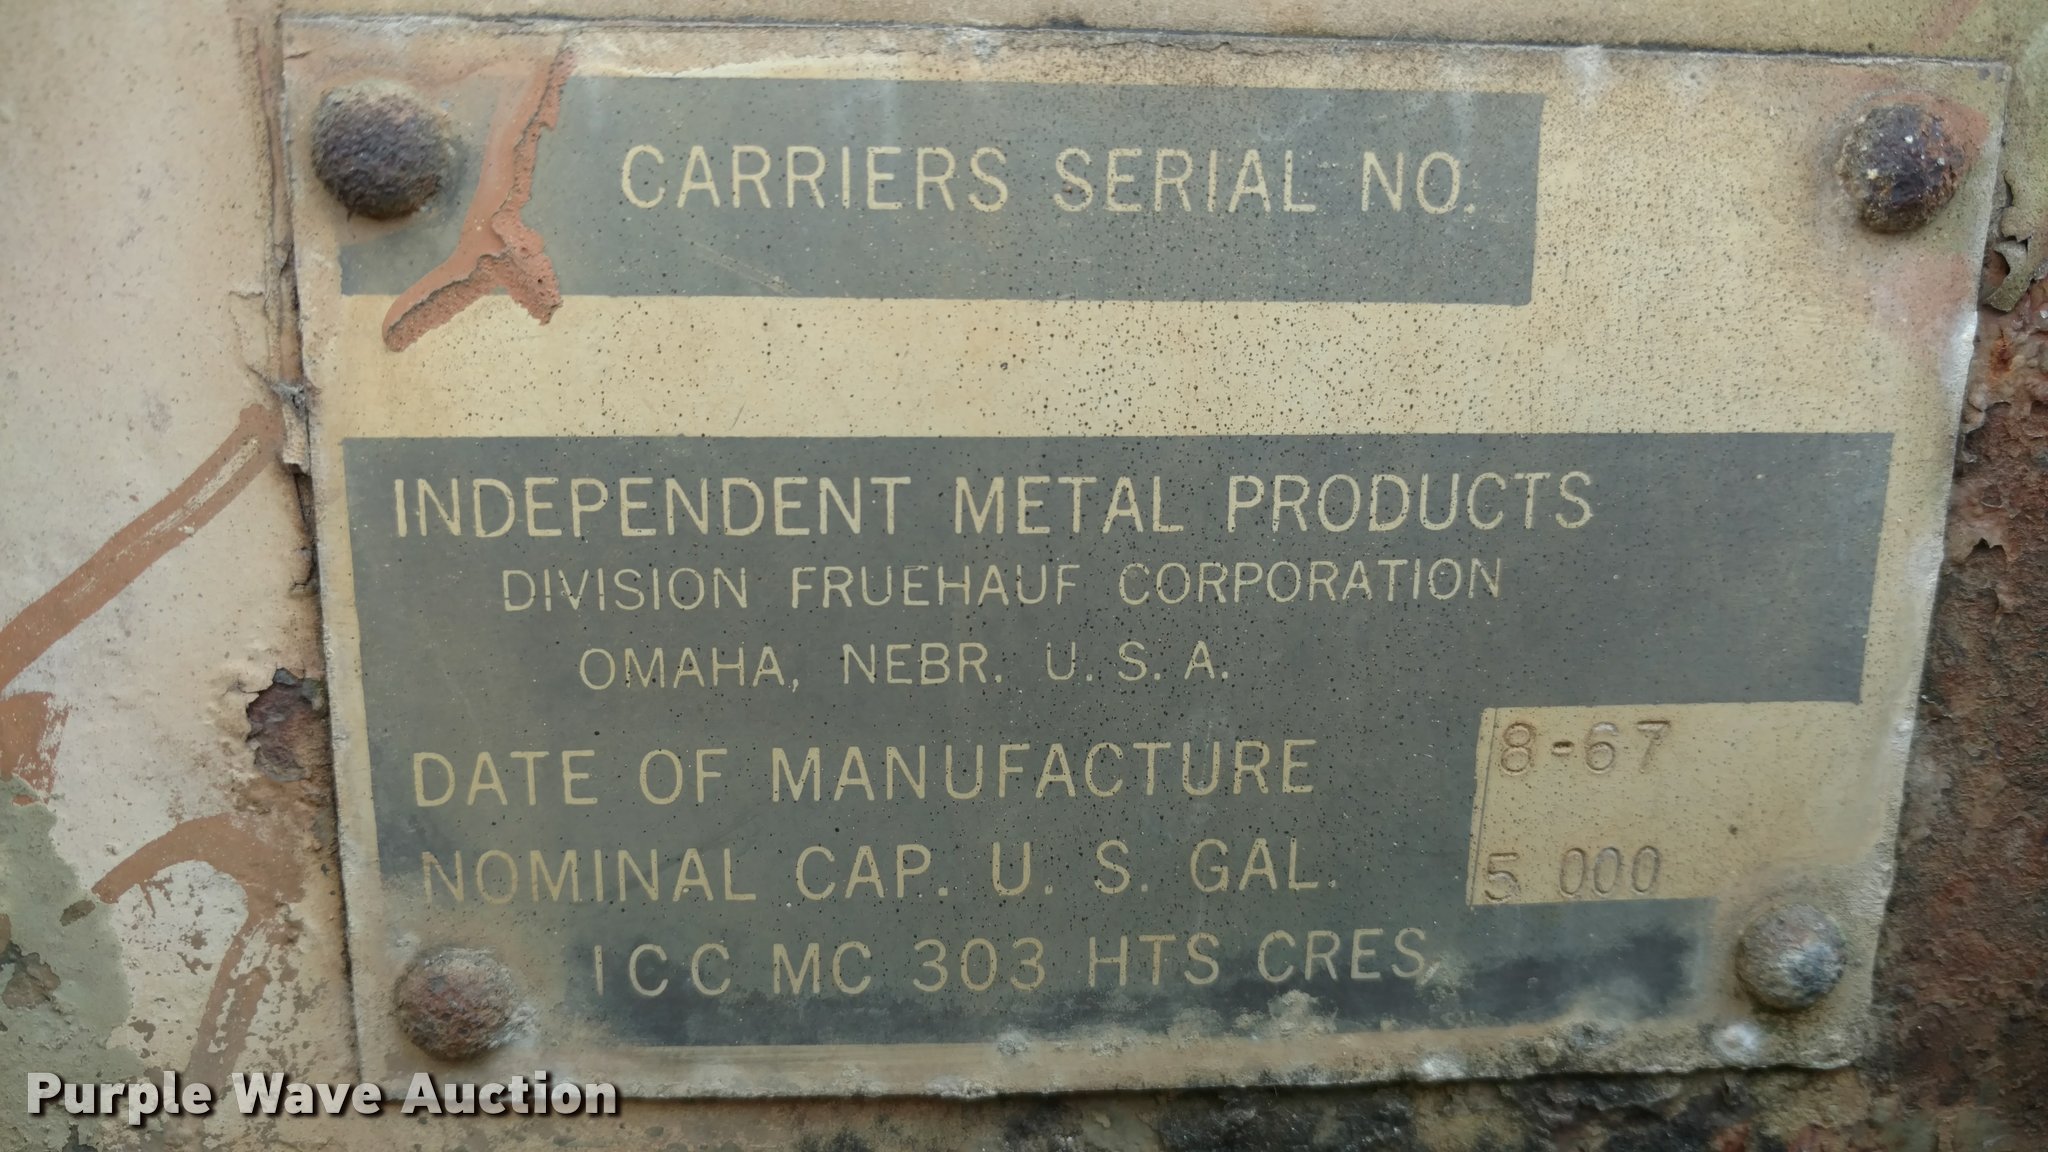 CARRIERS SERIAL NO.
INDEPENDENT METAL PRODUCTS
DIVISION FRUEHAUF CORPORATION
OMAHA, NEBR. U. S. A.
DATE OF MANUFACTURE 8-67
NOMINAL CAP. U. S. GAL. 5 000
ICC MC 303 HTS CRES
Purple Wave Auction